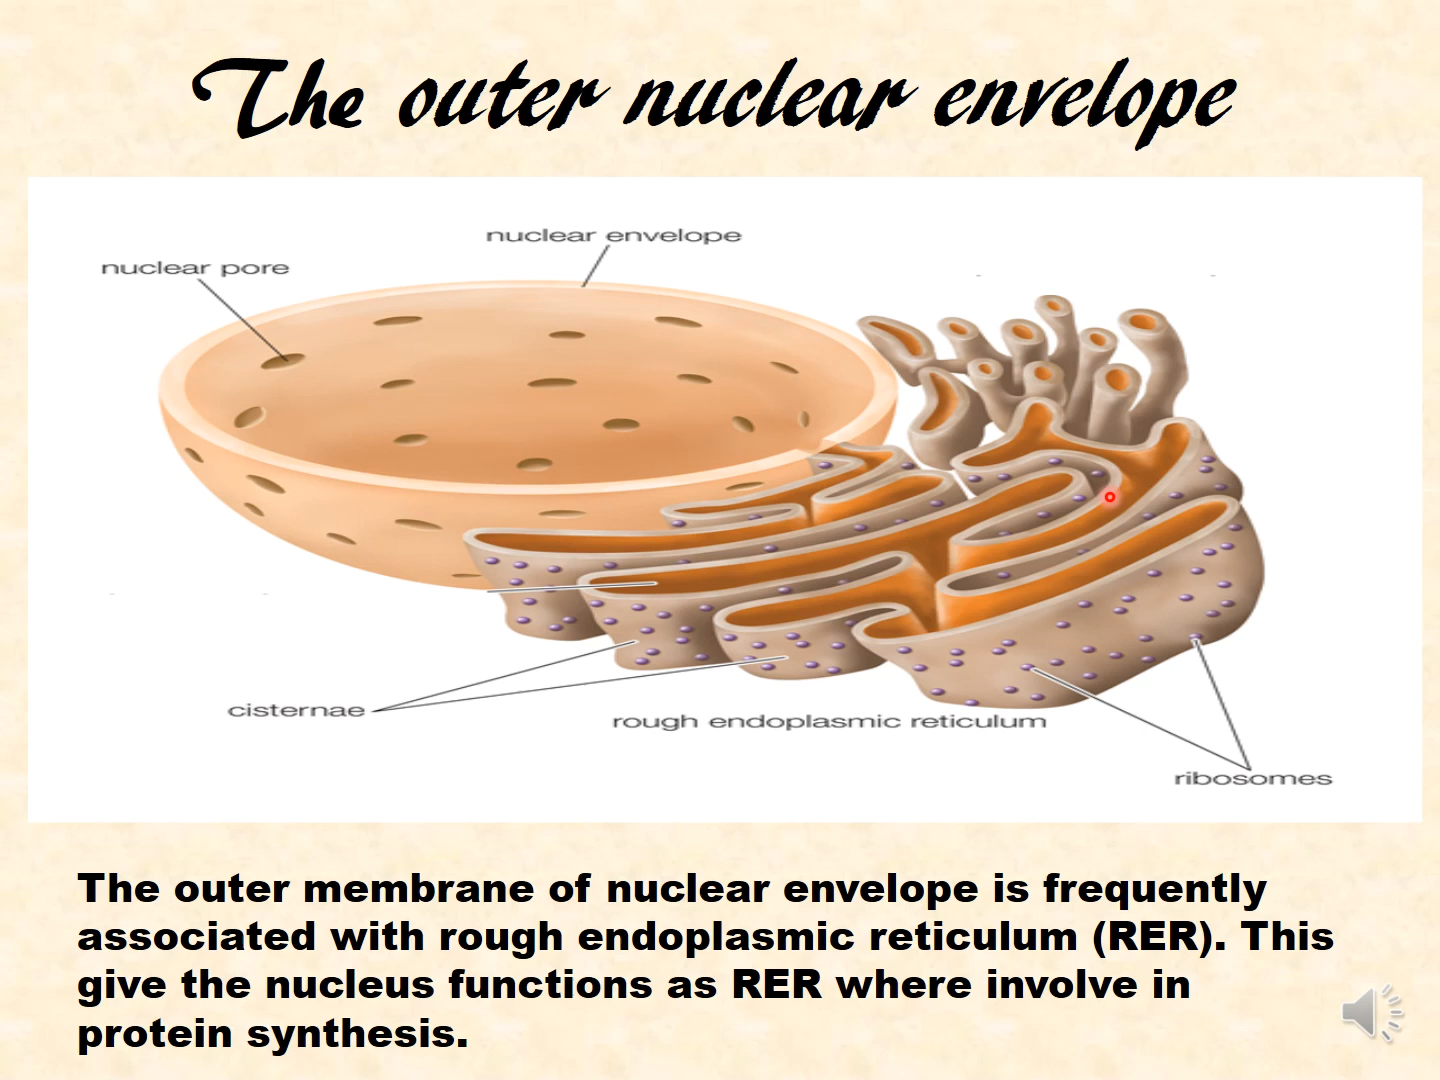 The outer nuclear envelope
nuclear envelope
nuclear pore
cisternae
rough endoplasmic reticulum
ribosomes
The outer membrane of nuclear envelope is frequently
associated with rough endoplasmic reticulum (RER). This
give the nucleus functions as RER where involve in
protein synthesis.